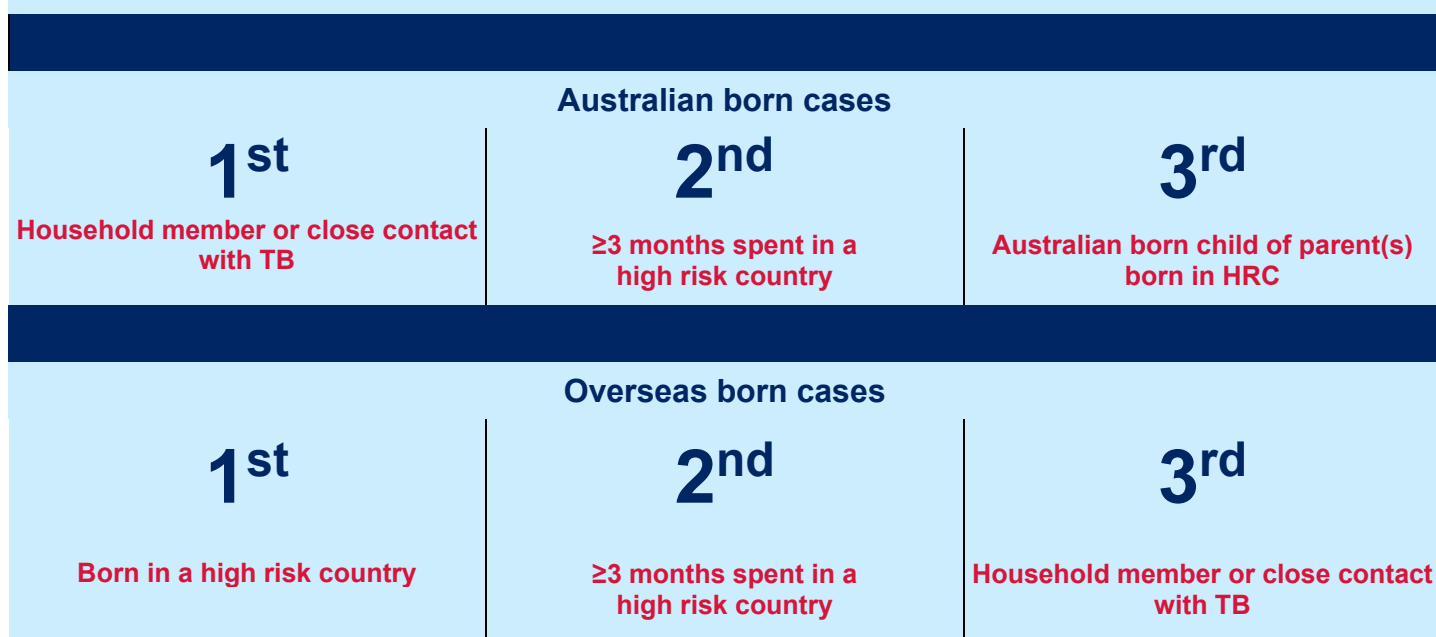 Australian born cases
1st
2nd
3rd
Household member or close contact
with TB
≥3 months spent in a
high risk country
Australian born child of parent(s)
born in HRC
Overseas born cases
1st
2nd
3rd
Born in a high risk country
≥3 months spent in a
high risk country
Household member or close contact
with TB